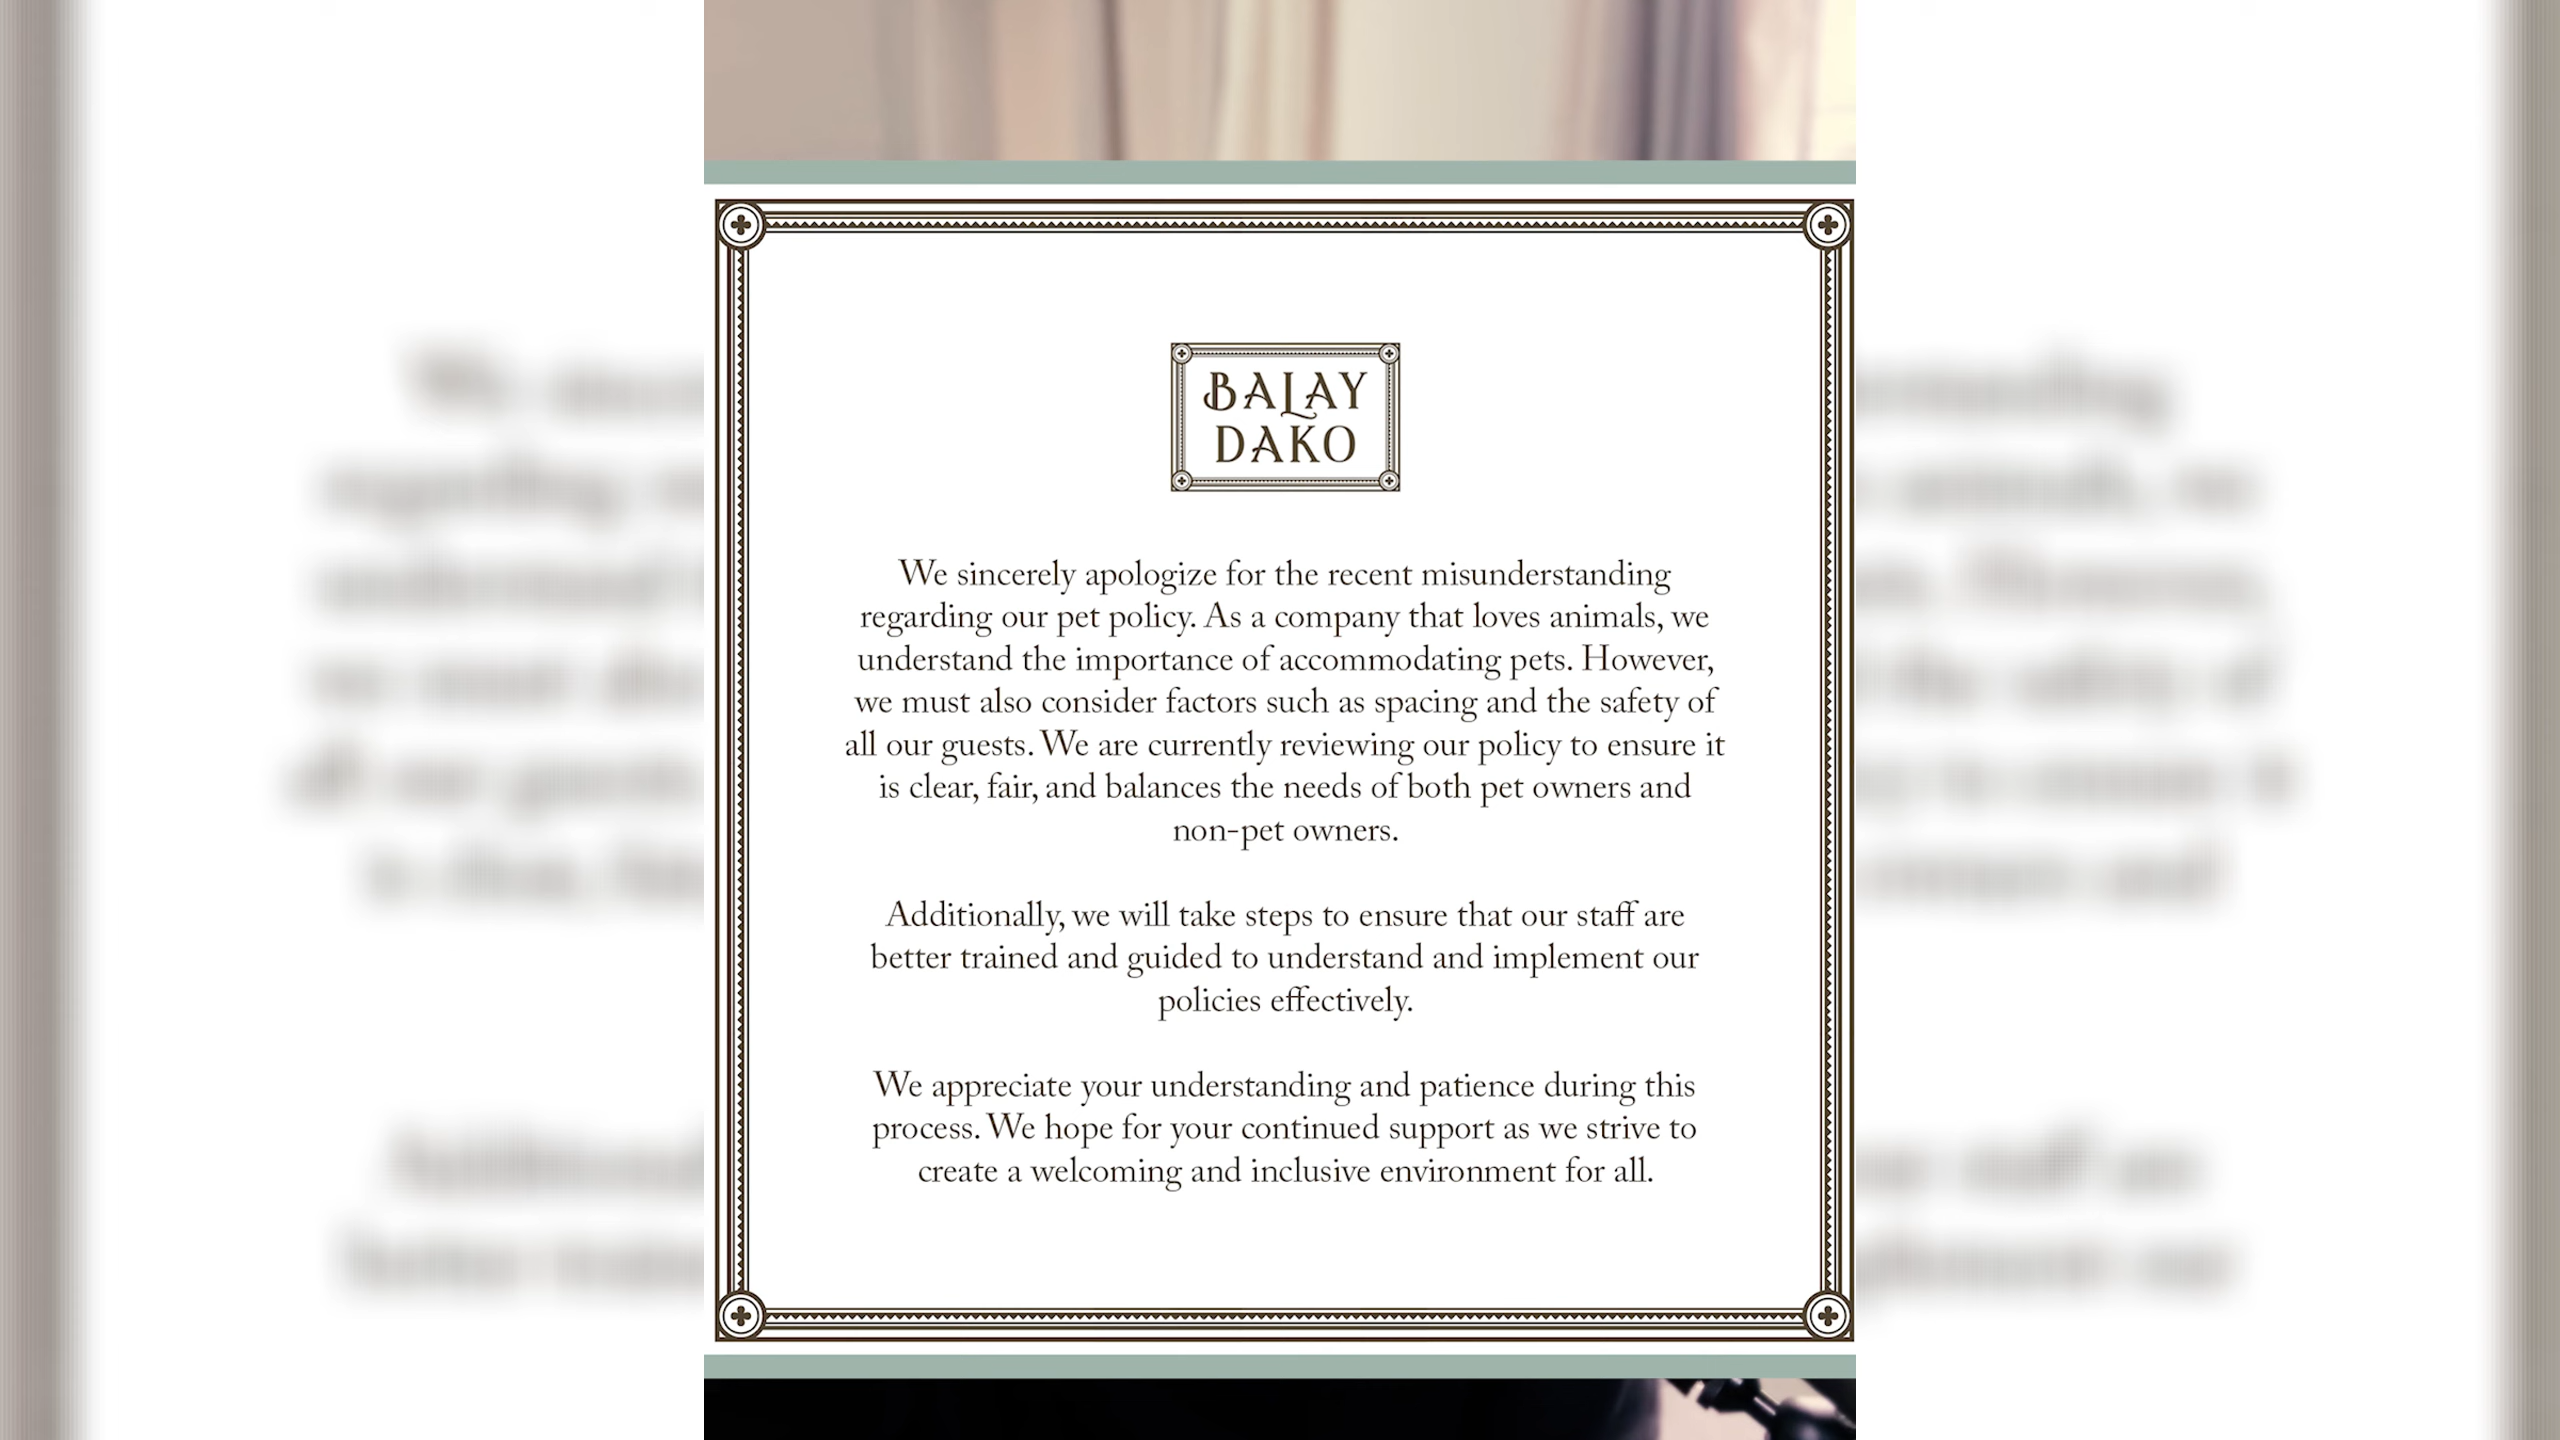 BALAY
DAKO
We sincerely apologize for the recent misunderstanding
regarding our pet policy. As a company that loves animals, we
understand the importance of accommodating pets. However,
we must also consider factors such as spacing and the safety of
all our guests. We are currently reviewing our policy to ensure it
is clear, fair, and balances the needs of both pet owners and
non-pet owners.
Additionally, we will take steps to ensure that our staff are
better trained and guided to understand and implement our
policies effectively.
We appreciate your understanding and patience during this
process. We hope for your continued support as we strive to
create a welcoming and inclusive environment for all.